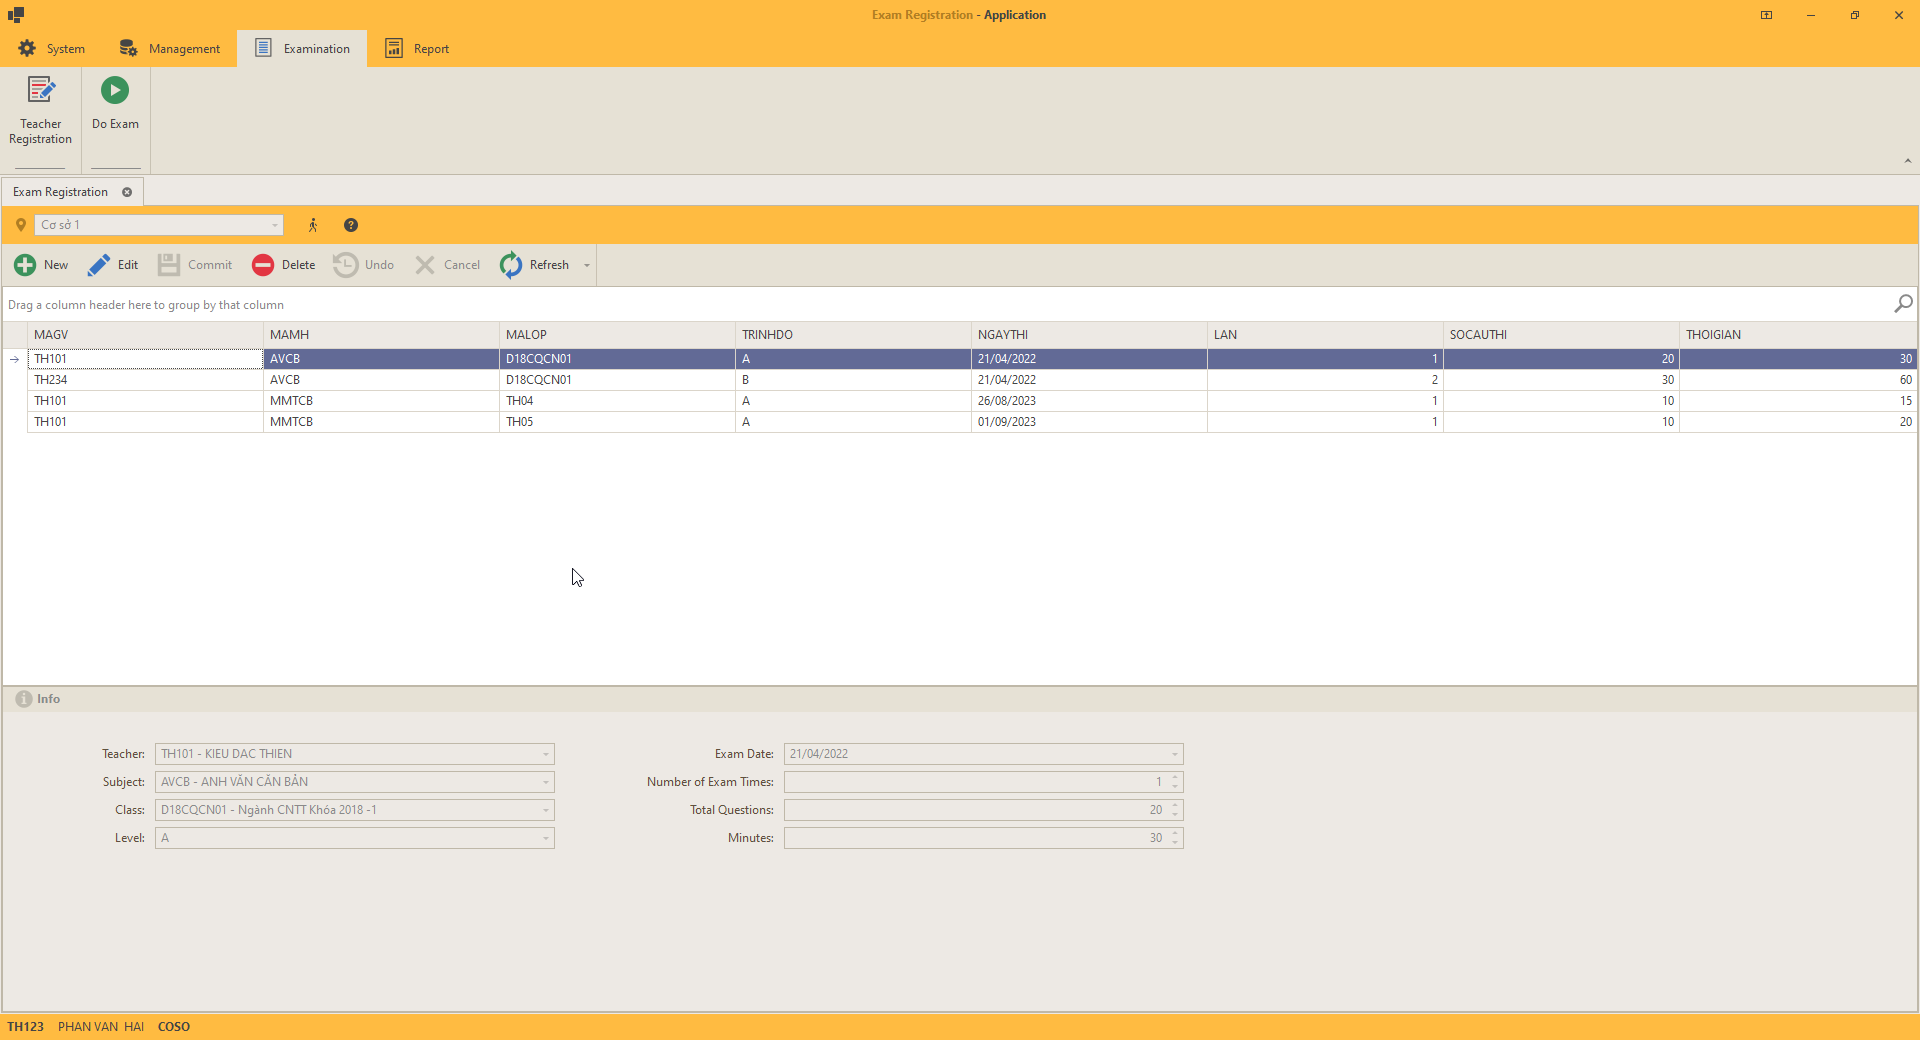 Exam Registration - Application
System Management Examination Report
Teacher Registration
Do Exam
Exam Registration
Cơ sở 1
New Edit Commit Delete Undo Cancel Refresh
Drag a column header here to group by that column
MAGV MAMH MALOP TRINHDO NGAYTHI LAN SOCAUTHI THOIGIAN
TH101 AVCB D18CQCN01 A 21/04/2022 1 20 30
TH234 AVCB D18CQCN01 B 21/04/2022 2 30 60
TH101 MMTCB TH04 A 26/08/2023 1 10 15
TH101 MMTCB TH05 A 01/09/2023 1 10 20
Info
Teacher: TH101 - KIEU DAC THIEN Exam Date: 21/04/2022
Subject: AVCB - ANH VĂN CĂN BẢN Number of Exam Times: 1
Class: D18CQCN01 - Ngành CNTT Khóa 2018 -1 Total Questions: 20
Level: A Minutes: 30
TH123 PHAN VAN HAI COSO